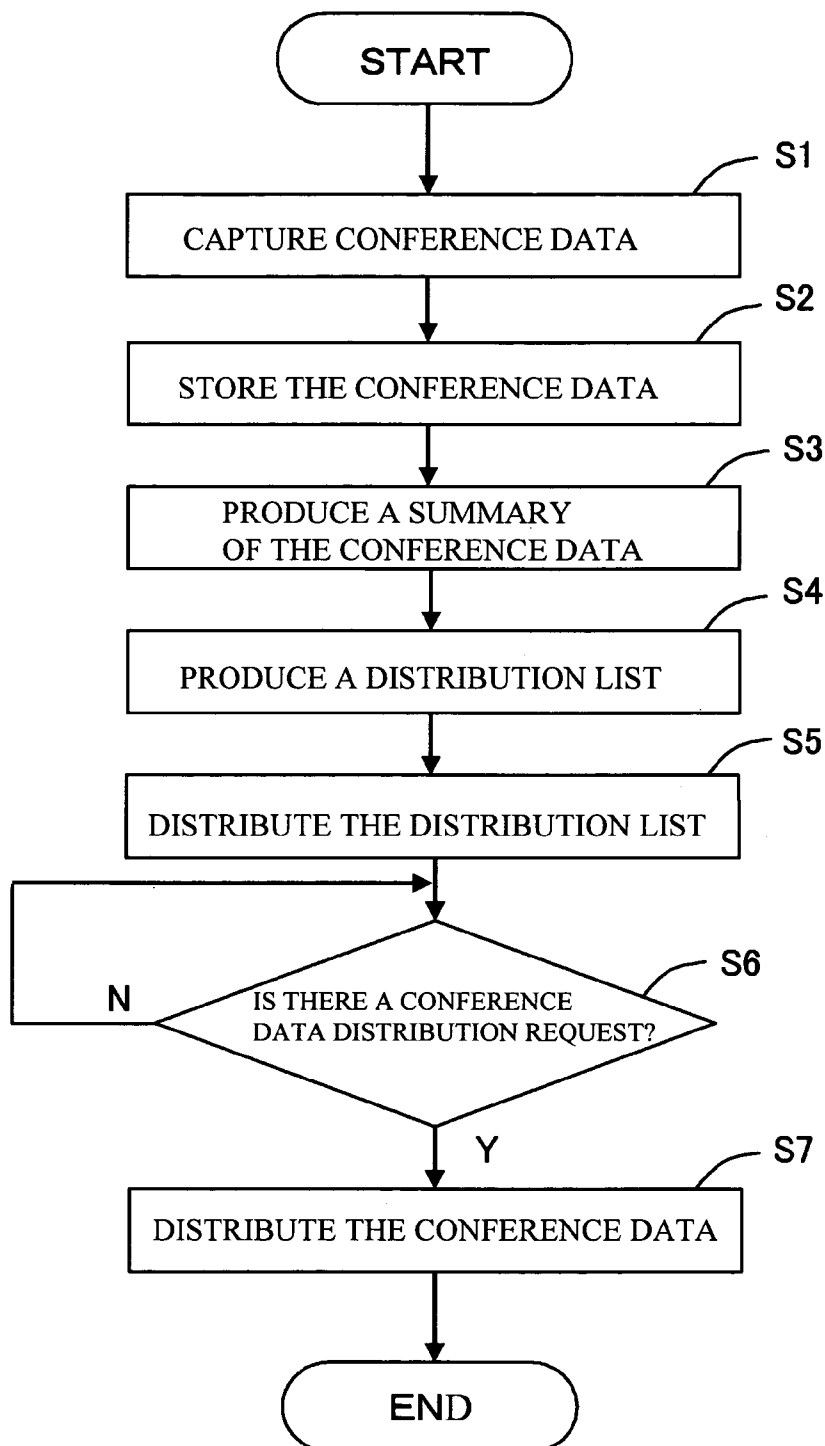 START
S1
CAPTURE CONFERENCE DATA
S2
STORE THE CONFERENCE DATA
S3
PRODUCE A SUMMARY
OF THE CONFERENCE DATA
S4
PRODUCE A DISTRIBUTION LIST
S5
DISTRIBUTE THE DISTRIBUTION LIST
S6
N
IS THERE A CONFERENCE
DATA DISTRIBUTION REQUEST?
Y
S7
DISTRIBUTE THE CONFERENCE DATA
END